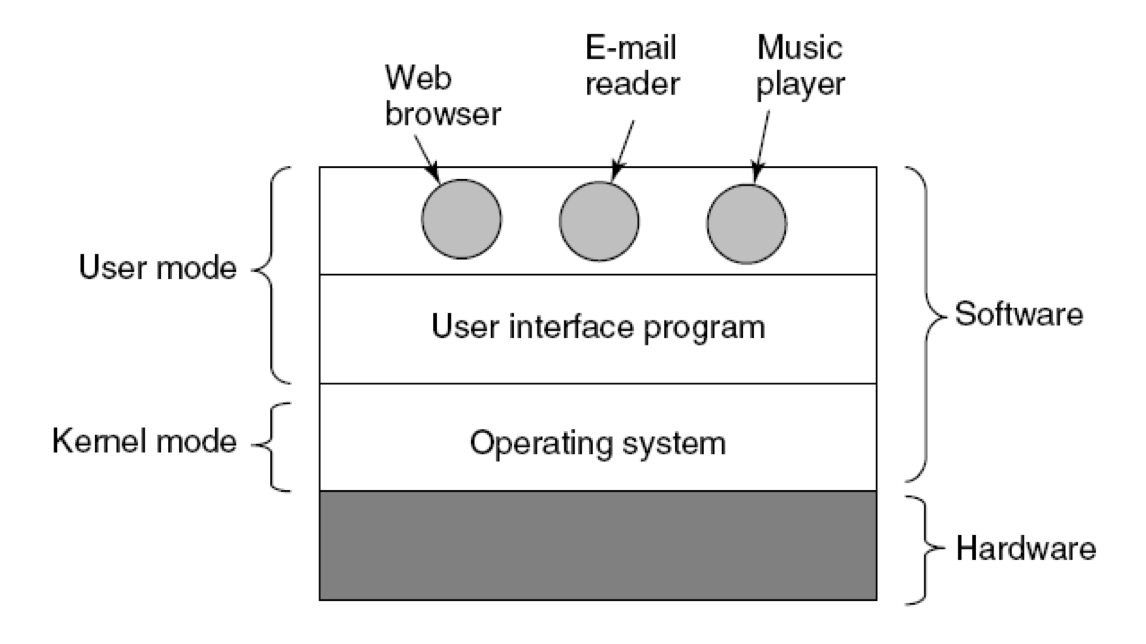 Web
browser
E-mail
reader
Music
player
User mode
User interface program
Software
Kernel mode
Operating system
Hardware